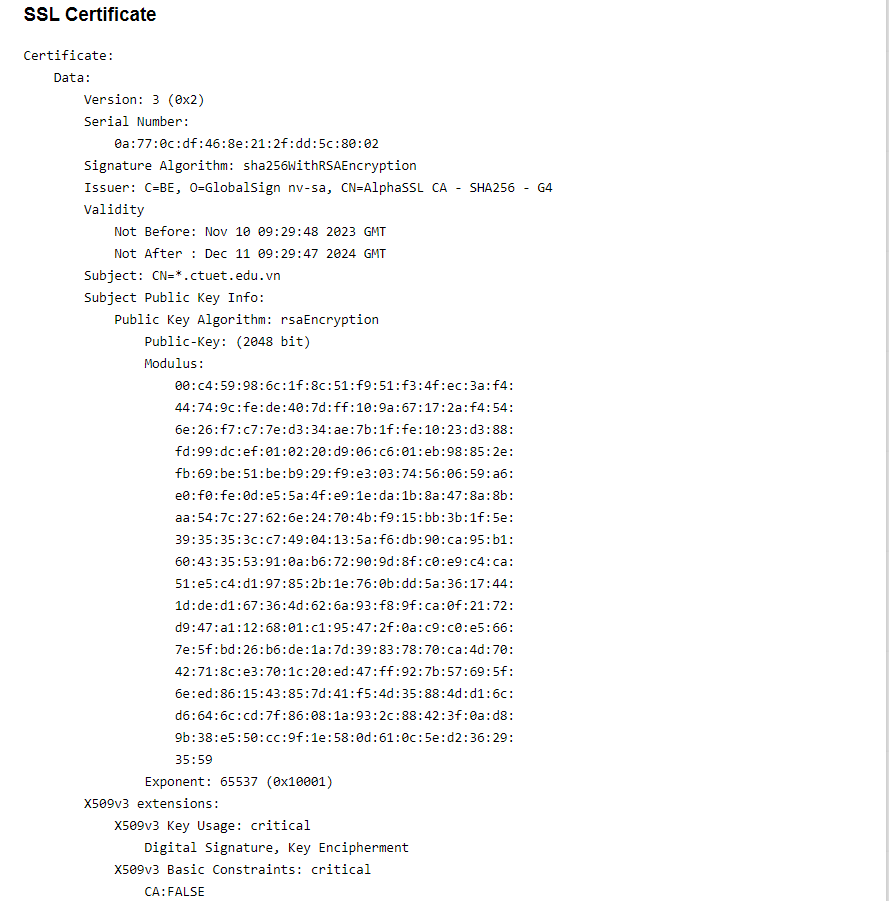 SSL Certificate
Certificate:
Data:
Version: 3 (0x2)
Serial Number:
0a:77:0c:df:46:8e:21:2f:dd:5c:80:02
Signature Algorithm: sha256WithRSAEncryption
Issuer: C=BE, O=GlobalSign nv-sa, CN=AlphaSSL CA - SHA256 - G4
Validity
Not Before: Nov 10 09:29:48 2023 GMT
Not After : Dec 11 09:29:47 2024 GMT
Subject: CN=*.ctuet.edu.vn
Subject Public Key Info:
Public Key Algorithm: rsaEncryption
Public-Key: (2048 bit)
Modulus:
00:c4:59:98:6c:1f:8c:51:f9:51:f3:4f:ec:3a:f4:
44:74:9c:fe:de:40:7d:ff:10:9a:67:17:2a:f4:54:
6e:26:f7:c7:7e:d3:34:ae:7b:1f:fe:10:23:d3:88:
fd:99:dc:ef:01:02:20:d9:06:c6:01:eb:98:85:2e:
fb:69:be:51:be:b9:29:f9:e3:03:74:56:06:59:a6:
e0:f0:fe:0d:e5:5a:4f:e9:1e:da:1b:8a:47:8a:8b:
aa:54:7c:27:62:6e:24:70:4b:f9:15:bb:3b:1f:5e:
39:35:35:3c:c7:49:04:13:5a:f6:db:90:ca:95:b1:
60:43:35:53:91:0a:b6:72:90:9d:8f:c0:e9:c4:ca:
51:e5:c4:d1:97:85:2b:1e:76:0b:dd:5a:36:17:44:
1d:de:d1:67:36:4d:62:6a:93:f8:9f:ca:0f:21:72:
d9:47:a1:12:68:01:c1:95:47:2f:0a:c9:c0:e5:66:
7e:5f:bd:26:b6:de:1a:7d:39:83:78:70:ca:4d:70:
42:71:8c:e3:70:1c:20:ed:47:ff:92:7b:57:69:5f:
6e:ed:86:15:43:85:7d:41:f5:4d:35:88:4d:d1:6c:
d6:64:6c:cd:7f:86:08:1a:93:2c:88:42:3f:0a:d8:
9b:38:e5:50:cc:9f:1e:58:0d:61:0c:5e:d2:36:29:
35:59
Exponent: 65537 (0x10001)
X509v3 extensions:
X509v3 Key Usage: critical
Digital Signature, Key Encipherment
X509v3 Basic Constraints: critical
CA:FALSE